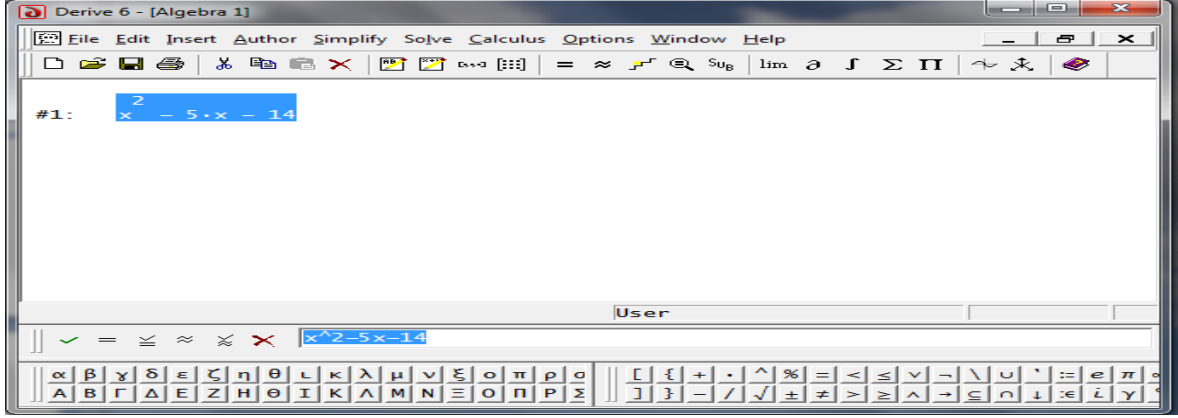 Derive 6 - [Algebra 1]
File Edit Insert Author Simplify Solve Calculus Options Window Help
= ≈ SUB lim ∂ ∫ Σ Π
#1: x² - 5·x - 14
User
= ≈ x^2-5x-14
α β γ δ ε ζ η θ ι κ λ μ ν ξ ο π ρ σ [ { + · ^ % = < ≤ ∨ ¬ \ ∪ ` := e π
Α Β Γ Δ Ε Ζ Η Θ Ι Κ Λ Μ Ν Ξ Ο Π Ρ Σ ] } - / √ ± ≠ > ≥ ∧ → ⊆ ∩ ↓ :∈ i γ